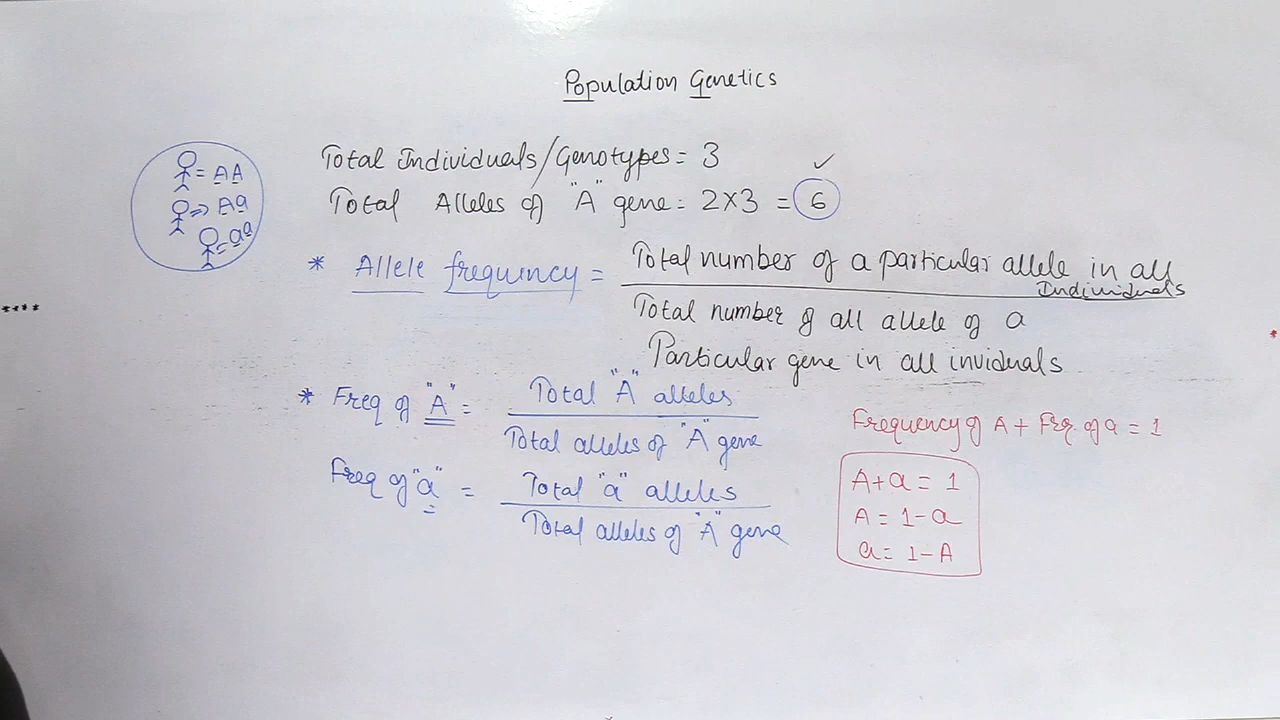 Population Genetics
= AA
=> Aa
= aa
Total Individuals/Genotypes = 3 ✓
Total Alleles of "A" gene = 2×3 = 6
* Allele frequency = Total number of a particular allele in all Individuals
Total number of all allele of a
Particular gene in all inviduals
* Freq of "A" = Total "A" alleles
Total alleles of "A" gene
Freq of "a" = Total "a" alleles
Total alleles of "A" gene
Frequency of A + Frq. of a = 1
A+a = 1
A = 1-a
a = 1-A